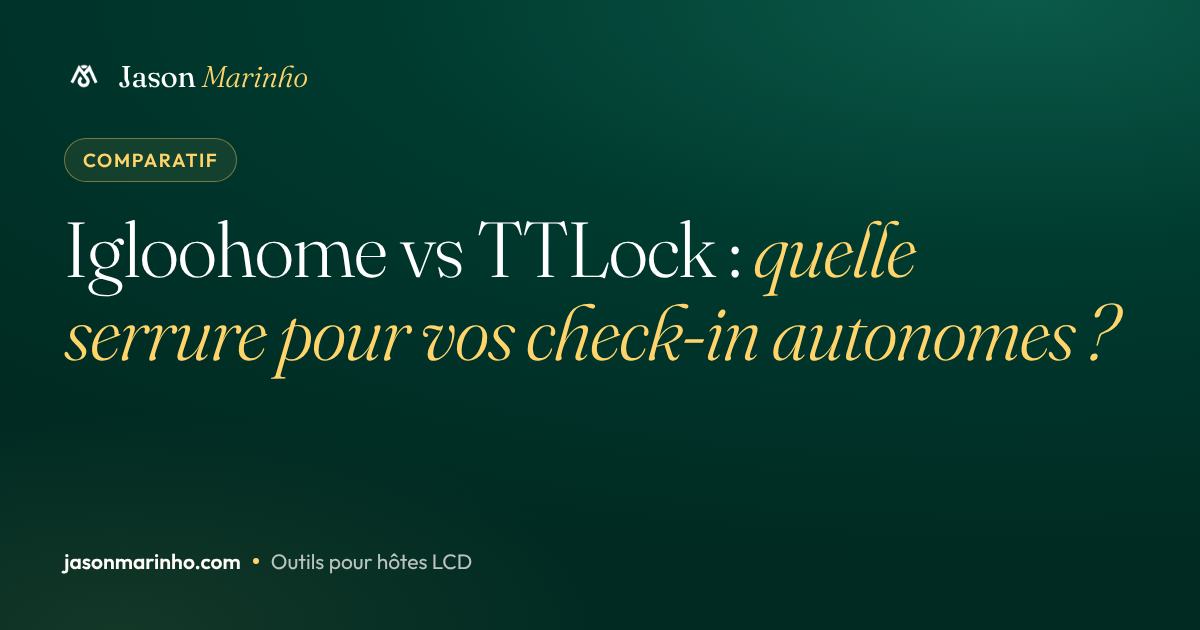 Jason Marinho
COMPARATIF
Igloohome vs TTLock : quelle
serrure pour vos check-in autonomes ?
jasonmarinho.com • Outils pour hôtes LCD